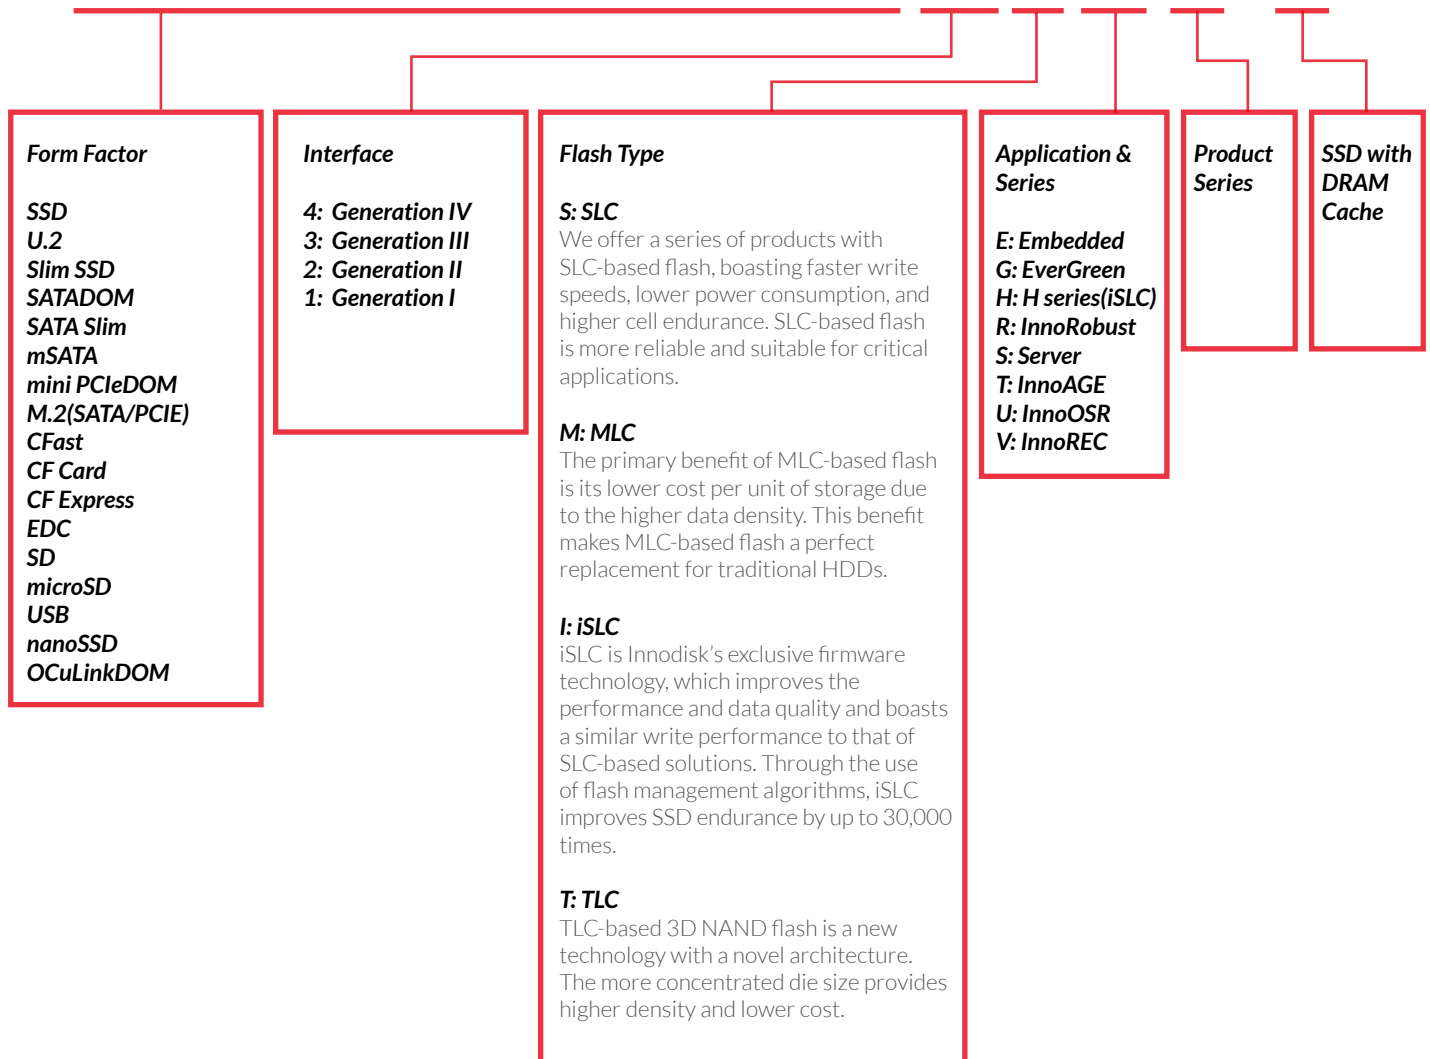 Form Factor
SSD
U.2
Slim SSD
SATADOM
SATA Slim
mSATA
mini PCIeDOM
M.2(SATA/PCIE)
CFast
CF Card
CF Express
EDC
SD
microSD
USB
nanoSSD
OCuLinkDOM
Interface
4: Generation IV
3: Generation III
2: Generation II
1: Generation I
Flash Type
S: SLC
We offer a series of products with
SLC-based flash, boasting faster write
speeds, lower power consumption, and
higher cell endurance. SLC-based flash
is more reliable and suitable for critical
applications.
M: MLC
The primary benefit of MLC-based flash
is its lower cost per unit of storage due
to the higher data density. This benefit
makes MLC-based flash a perfect
replacement for traditional HDDs.
I: iSLC
iSLC is Innodisk’s exclusive firmware
technology, which improves the
performance and data quality and boasts
a similar write performance to that of
SLC-based solutions. Through the use
of flash management algorithms, iSLC
improves SSD endurance by up to 30,000
times.
T: TLC
TLC-based 3D NAND flash is a new
technology with a novel architecture.
The more concentrated die size provides
higher density and lower cost.
Application &
Series
E: Embedded
G: EverGreen
H: H series(iSLC)
R: InnoRobust
S: Server
T: InnoAGE
U: InnoOSR
V: InnoREC
Product
Series
SSD with
DRAM
Cache